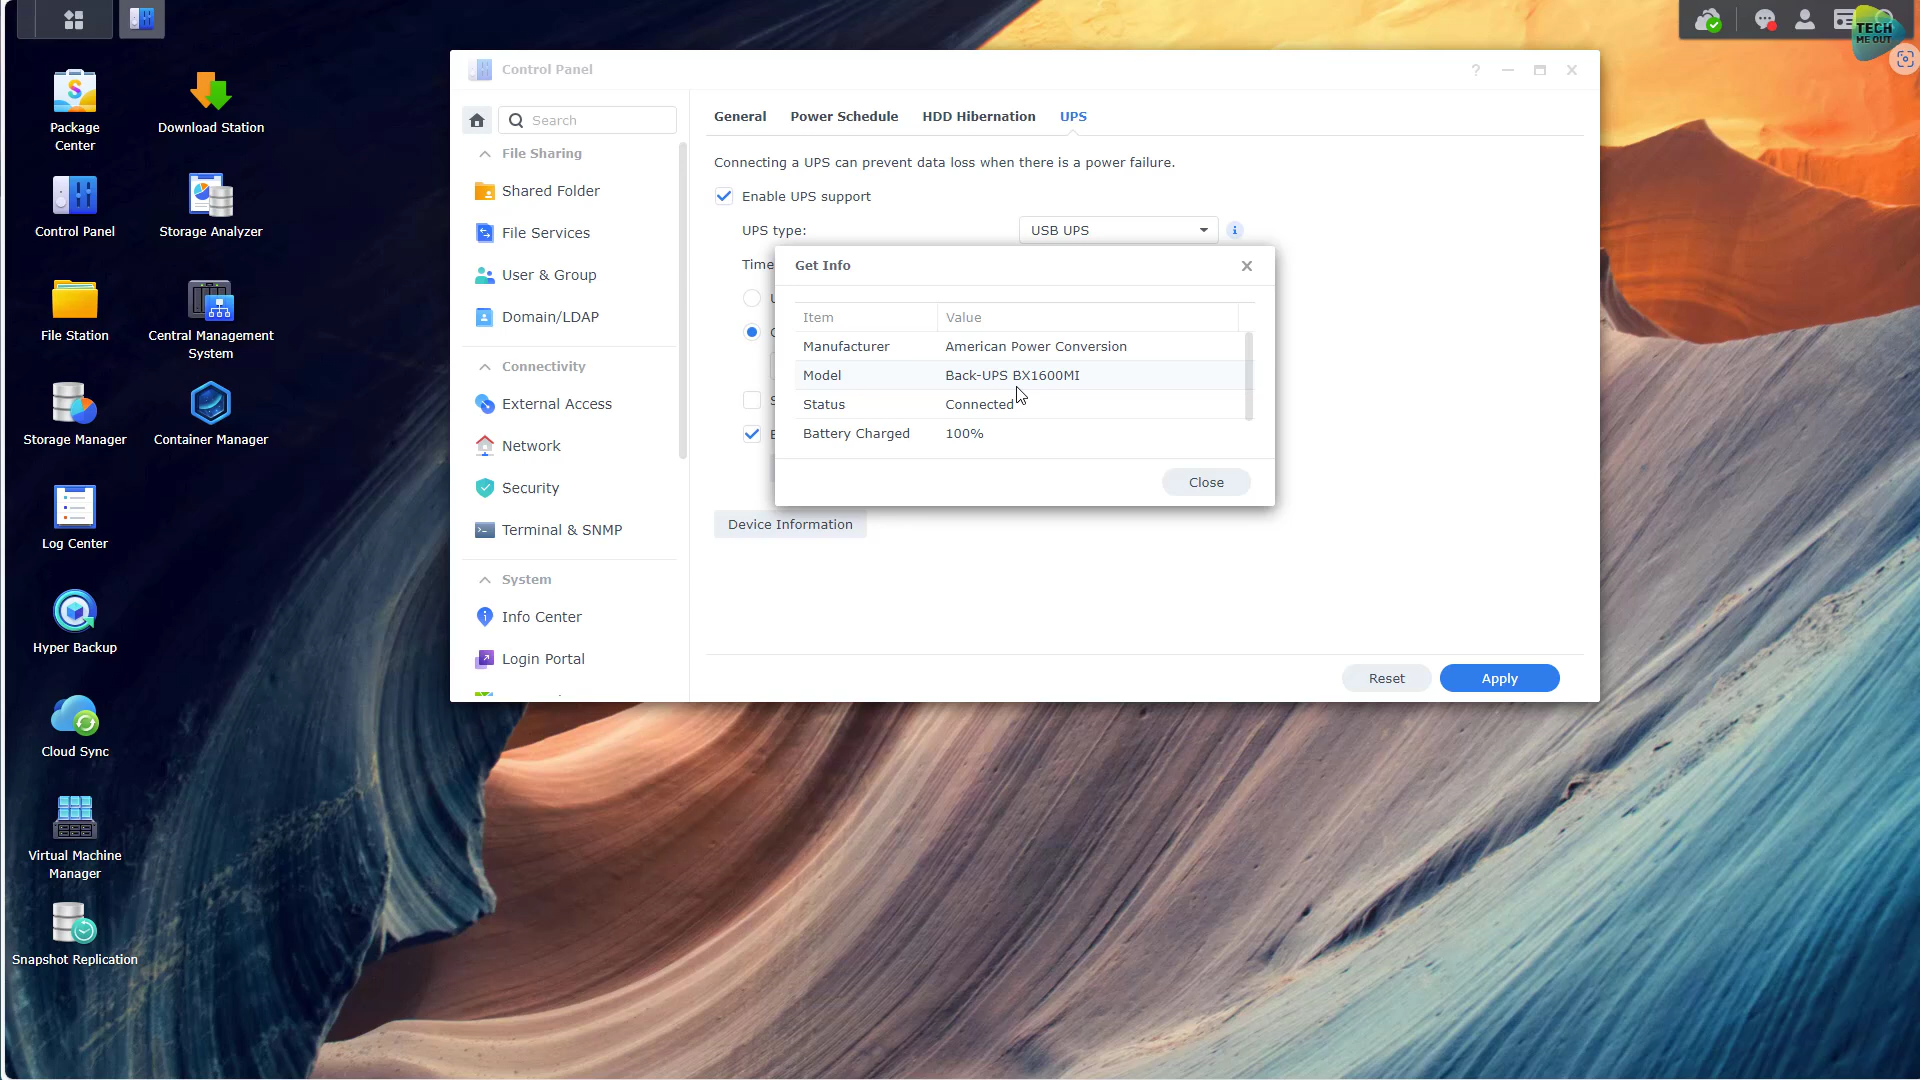 TECH
ME OUT
Package
Center
Download Station
Control Panel
Storage Analyzer
File Station
Central Management
System
Storage Manager
Container Manager
Log Center
Hyper Backup
Cloud Sync
Virtual Machine
Manager
Snapshot Replication
Control Panel
?
Search
File Sharing
Shared Folder
File Services
User & Group
Domain/LDAP
Connectivity
External Access
Network
Security
Terminal & SNMP
System
Info Center
Login Portal
General Power Schedule HDD Hibernation UPS
Connecting a UPS can prevent data loss when there is a power failure.
Enable UPS support
UPS type: USB UPS
Time
Get Info
Item Value
Manufacturer American Power Conversion
Model Back-UPS BX1600MI
Status Connected
Battery Charged 100%
Close
Device Information
Reset Apply